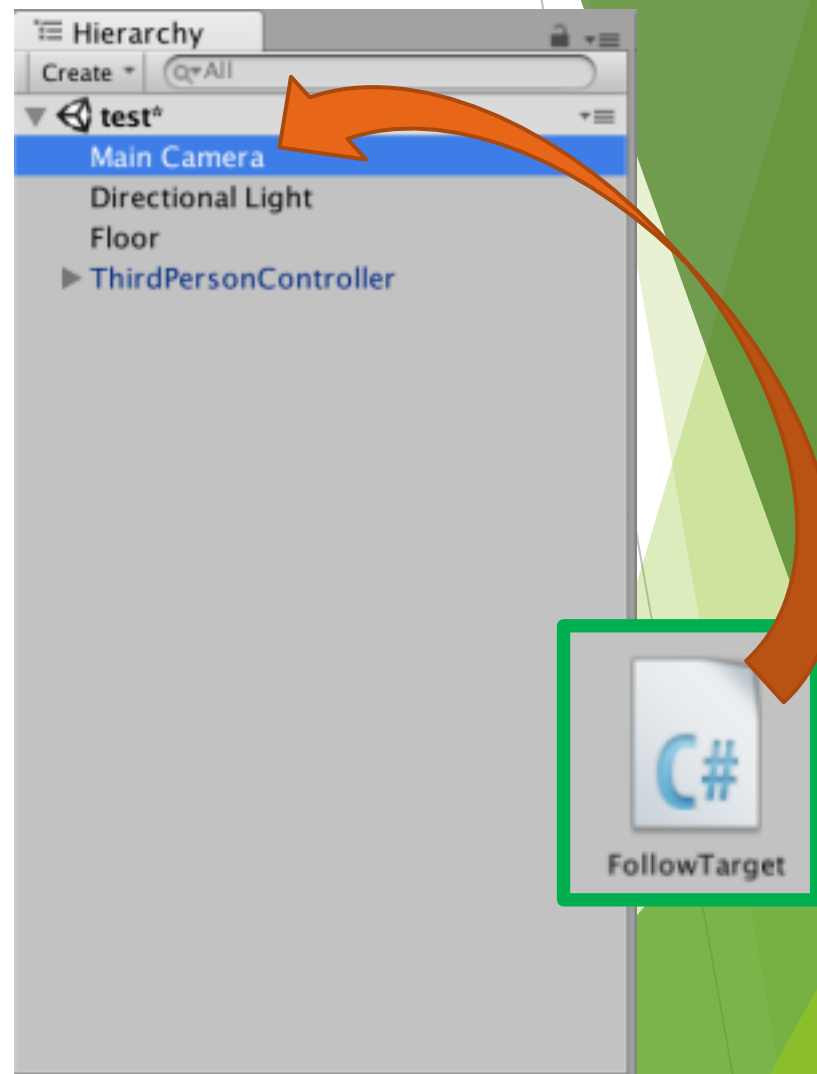 Hierarchy
Create All
test*
Main Camera
Directional Light
Floor
ThirdPersonController
C#
FollowTarget